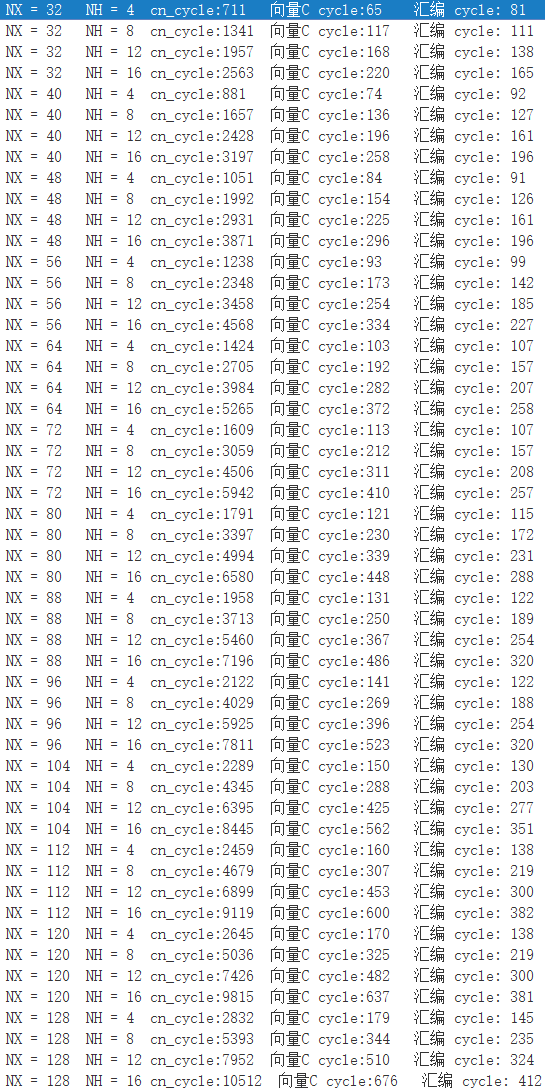 NX = 32 NH = 4 cn_cycle:711 向量C cycle:65 汇编 cycle: 81
NX = 32 NH = 8 cn_cycle:1341 向量C cycle:117 汇编 cycle: 111
NX = 32 NH = 12 cn_cycle:1957 向量C cycle:168 汇编 cycle: 138
NX = 32 NH = 16 cn_cycle:2563 向量C cycle:220 汇编 cycle: 165
NX = 40 NH = 4 cn_cycle:881 向量C cycle:74 汇编 cycle: 92
NX = 40 NH = 8 cn_cycle:1657 向量C cycle:136 汇编 cycle: 127
NX = 40 NH = 12 cn_cycle:2428 向量C cycle:196 汇编 cycle: 161
NX = 40 NH = 16 cn_cycle:3197 向量C cycle:258 汇编 cycle: 196
NX = 48 NH = 4 cn_cycle:1051 向量C cycle:84 汇编 cycle: 91
NX = 48 NH = 8 cn_cycle:1992 向量C cycle:154 汇编 cycle: 126
NX = 48 NH = 12 cn_cycle:2931 向量C cycle:225 汇编 cycle: 161
NX = 48 NH = 16 cn_cycle:3871 向量C cycle:296 汇编 cycle: 196
NX = 56 NH = 4 cn_cycle:1238 向量C cycle:93 汇编 cycle: 99
NX = 56 NH = 8 cn_cycle:2348 向量C cycle:173 汇编 cycle: 142
NX = 56 NH = 12 cn_cycle:3458 向量C cycle:254 汇编 cycle: 185
NX = 56 NH = 16 cn_cycle:4568 向量C cycle:334 汇编 cycle: 227
NX = 64 NH = 4 cn_cycle:1424 向量C cycle:103 汇编 cycle: 107
NX = 64 NH = 8 cn_cycle:2705 向量C cycle:192 汇编 cycle: 157
NX = 64 NH = 12 cn_cycle:3984 向量C cycle:282 汇编 cycle: 207
NX = 64 NH = 16 cn_cycle:5265 向量C cycle:372 汇编 cycle: 258
NX = 72 NH = 4 cn_cycle:1609 向量C cycle:113 汇编 cycle: 107
NX = 72 NH = 8 cn_cycle:3059 向量C cycle:212 汇编 cycle: 157
NX = 72 NH = 12 cn_cycle:4506 向量C cycle:311 汇编 cycle: 208
NX = 72 NH = 16 cn_cycle:5942 向量C cycle:410 汇编 cycle: 257
NX = 80 NH = 4 cn_cycle:1791 向量C cycle:121 汇编 cycle: 115
NX = 80 NH = 8 cn_cycle:3397 向量C cycle:230 汇编 cycle: 172
NX = 80 NH = 12 cn_cycle:4994 向量C cycle:339 汇编 cycle: 231
NX = 80 NH = 16 cn_cycle:6580 向量C cycle:448 汇编 cycle: 288
NX = 88 NH = 4 cn_cycle:1958 向量C cycle:131 汇编 cycle: 122
NX = 88 NH = 8 cn_cycle:3713 向量C cycle:250 汇编 cycle: 189
NX = 88 NH = 12 cn_cycle:5460 向量C cycle:367 汇编 cycle: 254
NX = 88 NH = 16 cn_cycle:7196 向量C cycle:486 汇编 cycle: 320
NX = 96 NH = 4 cn_cycle:2122 向量C cycle:141 汇编 cycle: 122
NX = 96 NH = 8 cn_cycle:4029 向量C cycle:269 汇编 cycle: 188
NX = 96 NH = 12 cn_cycle:5925 向量C cycle:396 汇编 cycle: 254
NX = 96 NH = 16 cn_cycle:7811 向量C cycle:523 汇编 cycle: 320
NX = 104 NH = 4 cn_cycle:2289 向量C cycle:150 汇编 cycle: 130
NX = 104 NH = 8 cn_cycle:4345 向量C cycle:288 汇编 cycle: 203
NX = 104 NH = 12 cn_cycle:6395 向量C cycle:425 汇编 cycle: 277
NX = 104 NH = 16 cn_cycle:8445 向量C cycle:562 汇编 cycle: 351
NX = 112 NH = 4 cn_cycle:2459 向量C cycle:160 汇编 cycle: 138
NX = 112 NH = 8 cn_cycle:4679 向量C cycle:307 汇编 cycle: 219
NX = 112 NH = 12 cn_cycle:6899 向量C cycle:453 汇编 cycle: 300
NX = 112 NH = 16 cn_cycle:9119 向量C cycle:600 汇编 cycle: 382
NX = 120 NH = 4 cn_cycle:2645 向量C cycle:170 汇编 cycle: 138
NX = 120 NH = 8 cn_cycle:5036 向量C cycle:325 汇编 cycle: 219
NX = 120 NH = 12 cn_cycle:7426 向量C cycle:482 汇编 cycle: 300
NX = 120 NH = 16 cn_cycle:9815 向量C cycle:637 汇编 cycle: 381
NX = 128 NH = 4 cn_cycle:2832 向量C cycle:179 汇编 cycle: 145
NX = 128 NH = 8 cn_cycle:5393 向量C cycle:344 汇编 cycle: 235
NX = 128 NH = 12 cn_cycle:7952 向量C cycle:510 汇编 cycle: 324
NX = 128 NH = 16 cn_cycle:10512 向量C cycle:676 汇编 cycle: 412